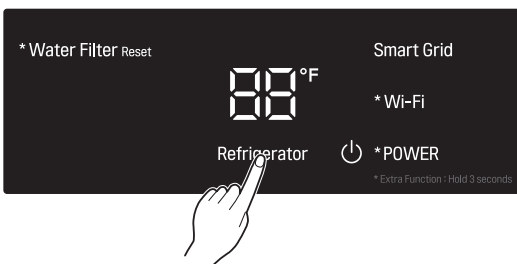 * Water Filter Reset
Smart Grid
88 °F
* Wi-Fi
Refrigerator
* POWER
* Extra Function : Hold 3 seconds